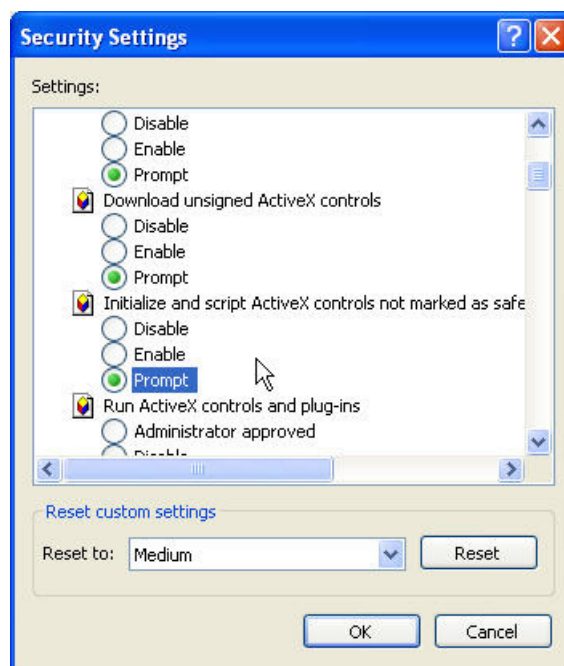 Security Settings
Settings:
Disable
Enable
Prompt
Download unsigned ActiveX controls
Disable
Enable
Prompt
Initialize and script ActiveX controls not marked as safe
Disable
Enable
Prompt
Run ActiveX controls and plug-ins
Administrator approved
Disable
Reset custom settings
Reset to: Medium Reset
OK Cancel